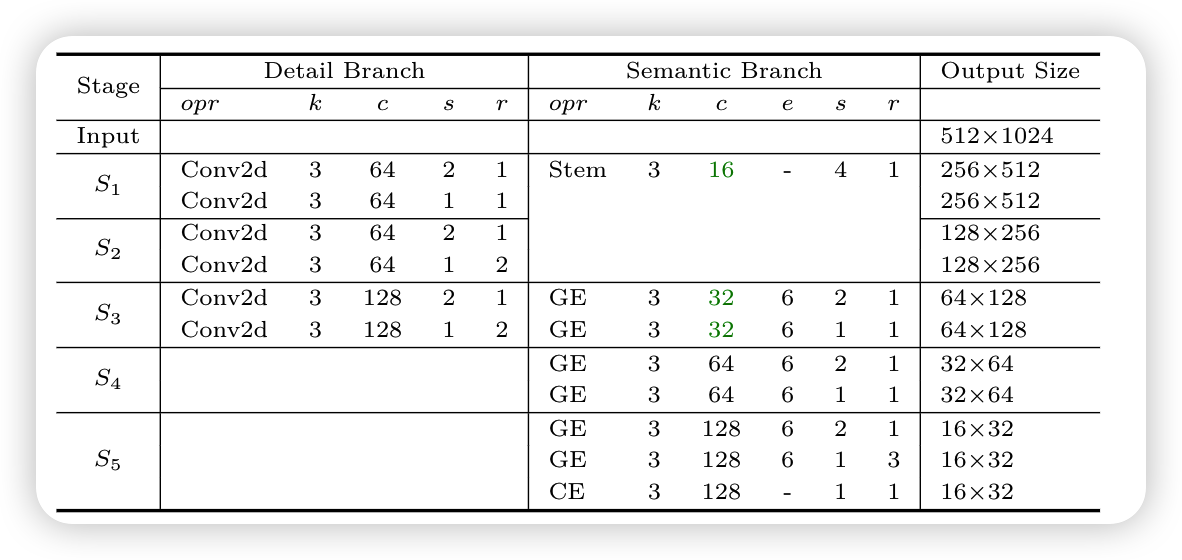 Stage Detail Branch Semantic Branch Output Size
opr k c s r opr k c e s r
Input 512×1024
S1 Conv2d 3 64 2 1 Stem 3 16 - 4 1 256×512
Conv2d 3 64 1 1 256×512
S2 Conv2d 3 64 2 1 128×256
Conv2d 3 64 1 2 128×256
S3 Conv2d 3 128 2 1 GE 3 32 6 2 1 64×128
Conv2d 3 128 1 2 GE 3 32 6 1 1 64×128
S4 GE 3 64 6 2 1 32×64
GE 3 64 6 1 1 32×64
S5 GE 3 128 6 2 1 16×32
GE 3 128 6 1 3 16×32
CE 3 128 - 1 1 16×32